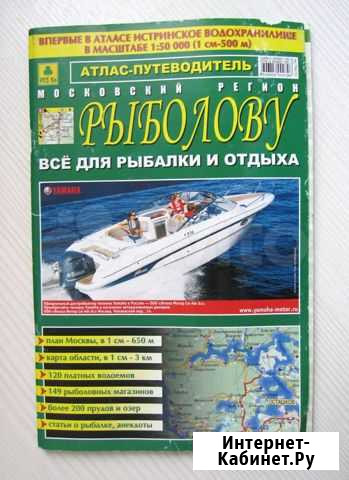 ВПЕРВЫЕ В АТЛАСЕ ИСТРИНСКОЕ ВОДОХРАНИЛИЩЕ
В МАСШТАБЕ 1:50 000 (1 см-500 м)
АТЛАС-ПУТЕВОДИТЕЛЬ
МОСКОВСКИЙ РЕГИОН
РЫБОЛОВУ
ВСЁ ДЛЯ РЫБАЛКИ И ОТДЫХА
YAMAHA
www.yamaha-motor.ru
план Москвы, в 1 см - 650 м
карта области, в 1 см - 3 км
120 платных водоемов
149 рыболовных магазинов
более 200 прудов и озер
статьи о рыбалке, анекдоты
Интернет-
Кабинет.Ру